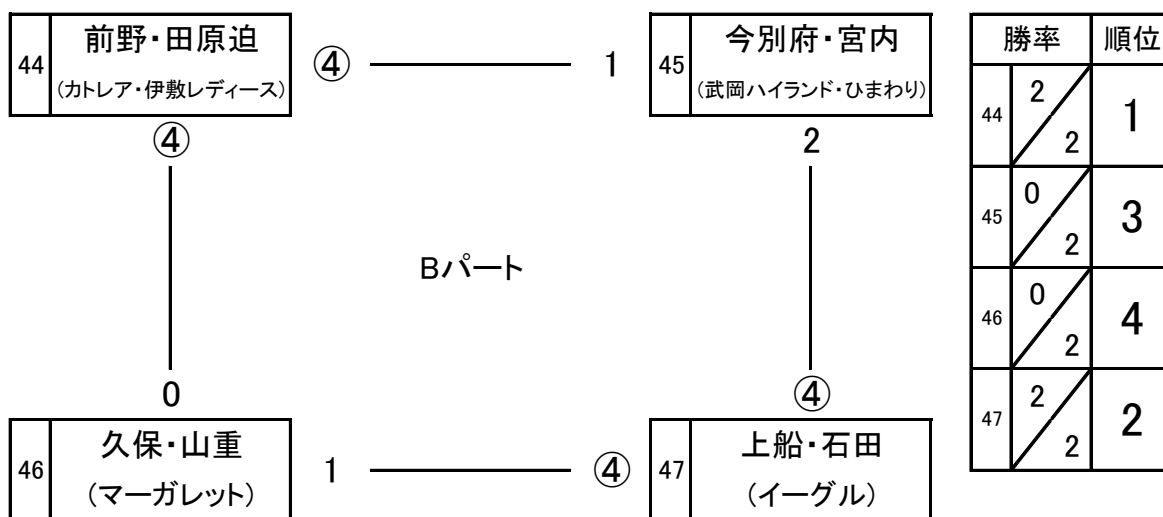 44
前野・田原迫
(カトレア・伊敷レディース)
④
1
45
今別府・宮内
(武岡ハイランド・ひまわり)
④
2
Bパート
0
④
46
久保・山重
(マーガレット)
1
④
47
上船・石田
(イーグル)
勝率 順位
44 2/2 1
45 0/2 3
46 0/2 4
47 2/2 2